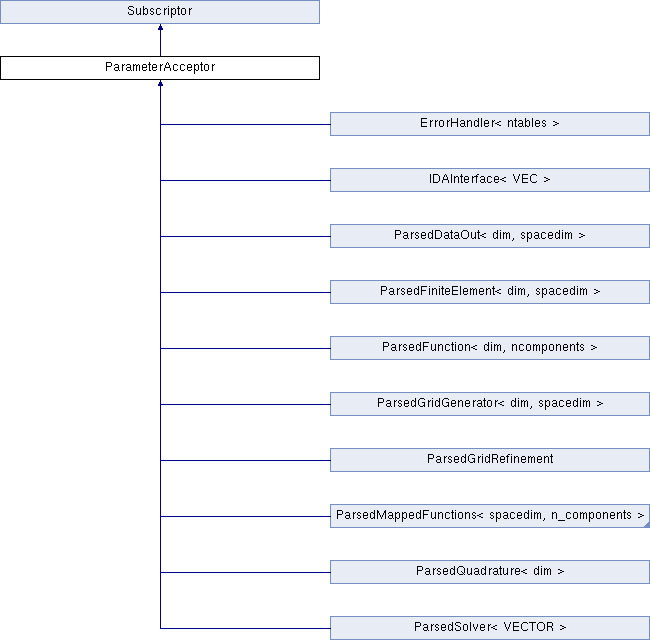 Subscriptor
ParameterAcceptor
ErrorHandler< ntables >
IDAInterface< VEC >
ParsedDataOut< dim, spacedim >
ParsedFiniteElement< dim, spacedim >
ParsedFunction< dim, ncomponents >
ParsedGridGenerator< dim, spacedim >
ParsedGridRefinement
ParsedMappedFunctions< spacedim, n_components >
ParsedQuadrature< dim >
ParsedSolver< VECTOR >